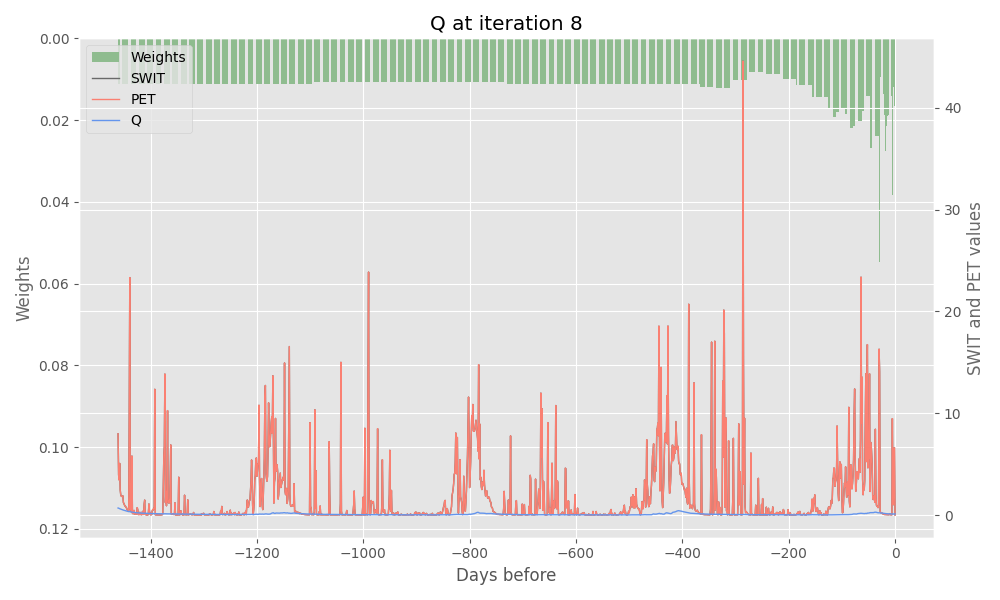 Q at iteration 8
0.00
0.02
0.04
0.06
0.08
0.10
0.12
Weights
Weights
SWIT
PET
Q
40
30
20
10
0
SWIT and PET values
−1400
−1200
−1000
−800
−600
−400
−200
0
Days before